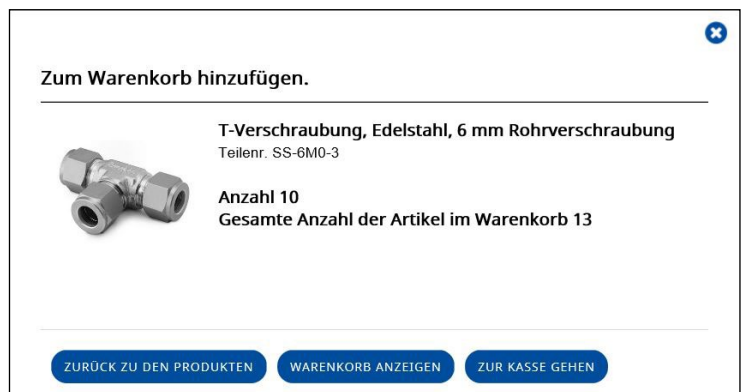 Zum Warenkorb hinzufügen.
T-Verschraubung, Edelstahl, 6 mm Rohrverschraubung
Teilenr. SS-6M0-3
Anzahl 10
Gesamte Anzahl der Artikel im Warenkorb 13
ZURÜCK ZU DEN PRODUKTEN
WARENKORB ANZEIGEN
ZUR KASSE GEHEN